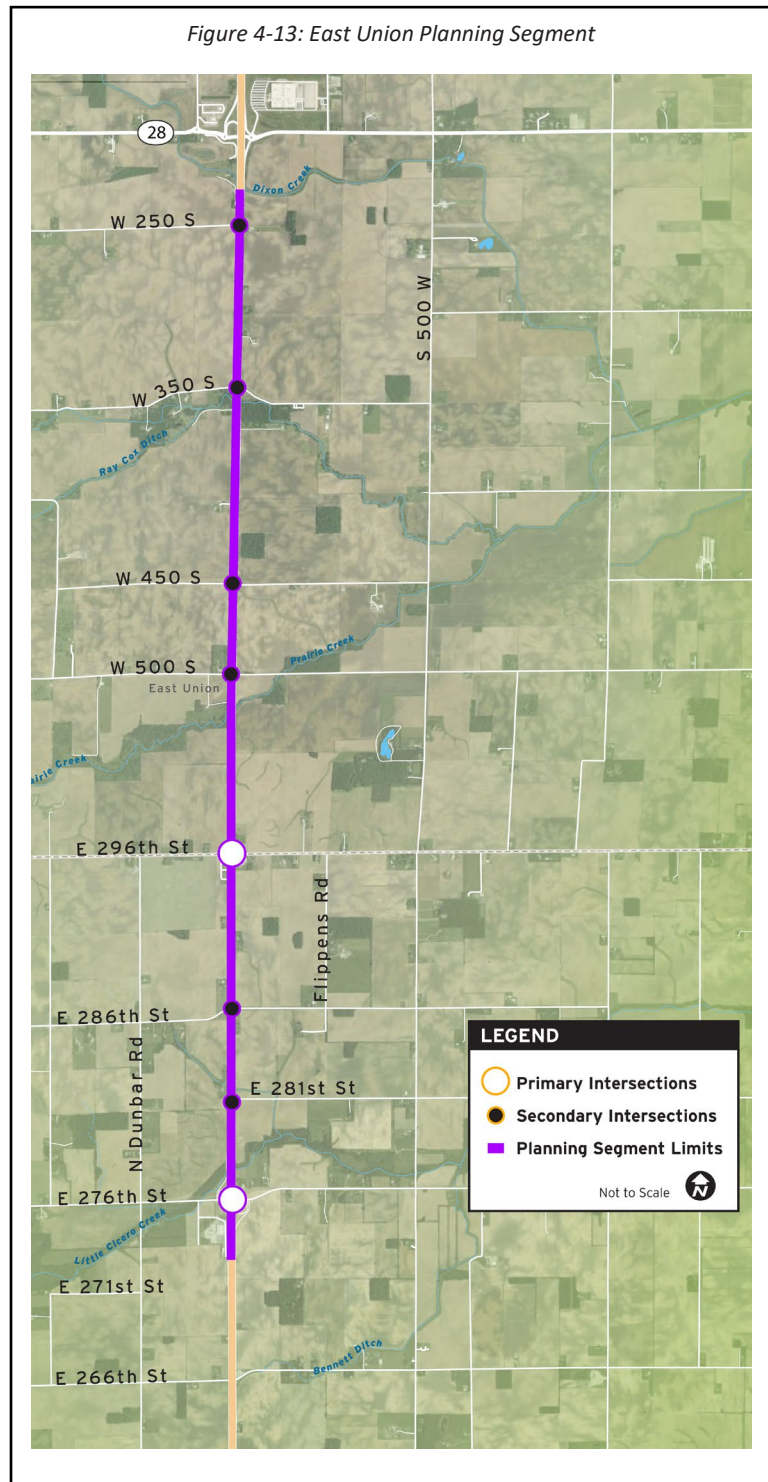 Figure 4-13: East Union Planning Segment
28
Dixon Creek
W 250 S
S 500 W
W 350 S
Ray Cox Ditch
W 450 S
Prairie Creek
W 500 S
East Union
airie Creek
E 296th St
Flippens Rd
E 286th St
N Dunbar Rd
E 281st St
E 276th St
Little Cicero Creek
E 271st St
Bennett Ditch
E 266th St
LEGEND
Primary Intersections
Secondary Intersections
Planning Segment Limits
Not to Scale
N